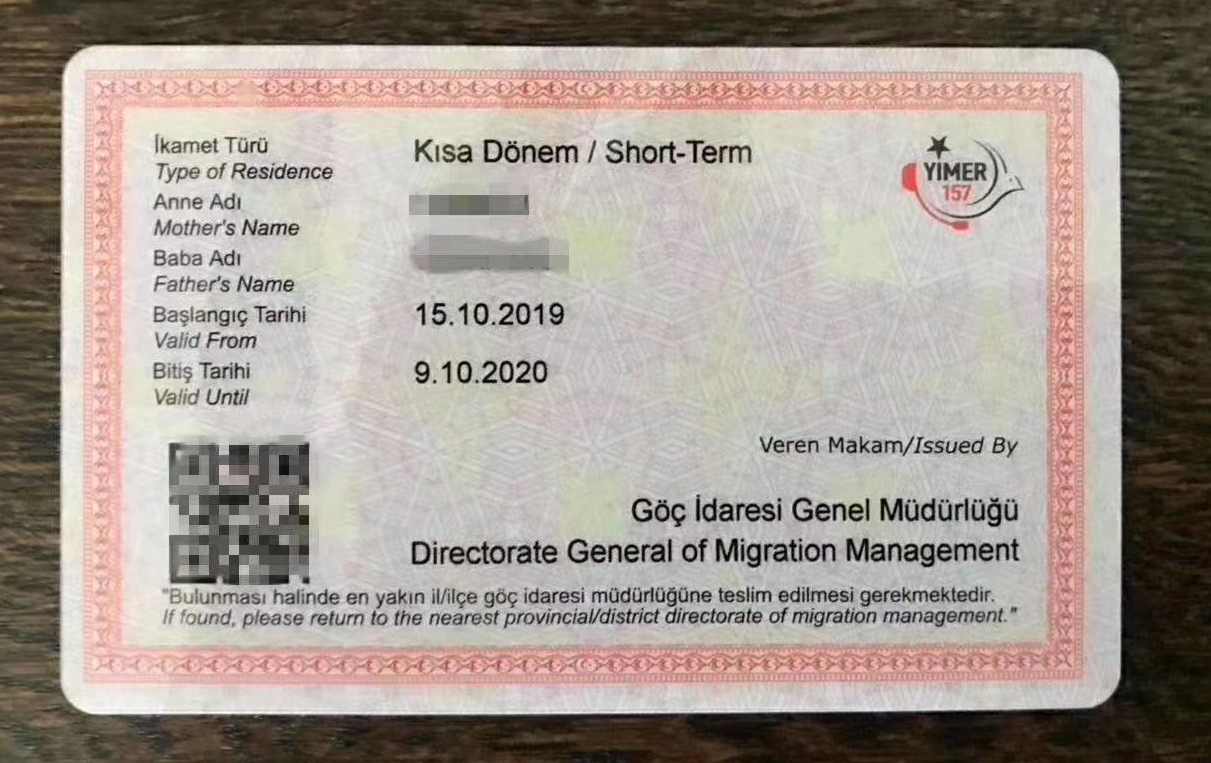 İkamet Türü
Kısa Dönem / Short-Term
Type of Residence
Anne Adı
Mother's Name
Baba Adı
Father's Name
Başlangıç Tarihi
15.10.2019
Valid From
Bitiş Tarihi
9.10.2020
Valid Until
YİMER
157
Veren Makam/Issued By
Göç İdaresi Genel Müdürlüğü
Directorate General of Migration Management
"Bulunması halinde en yakın il/ilçe göç idaresi müdürlüğüne teslim edilmesi gerekmektedir.
If found, please return to the nearest provincial/district directorate of migration management."